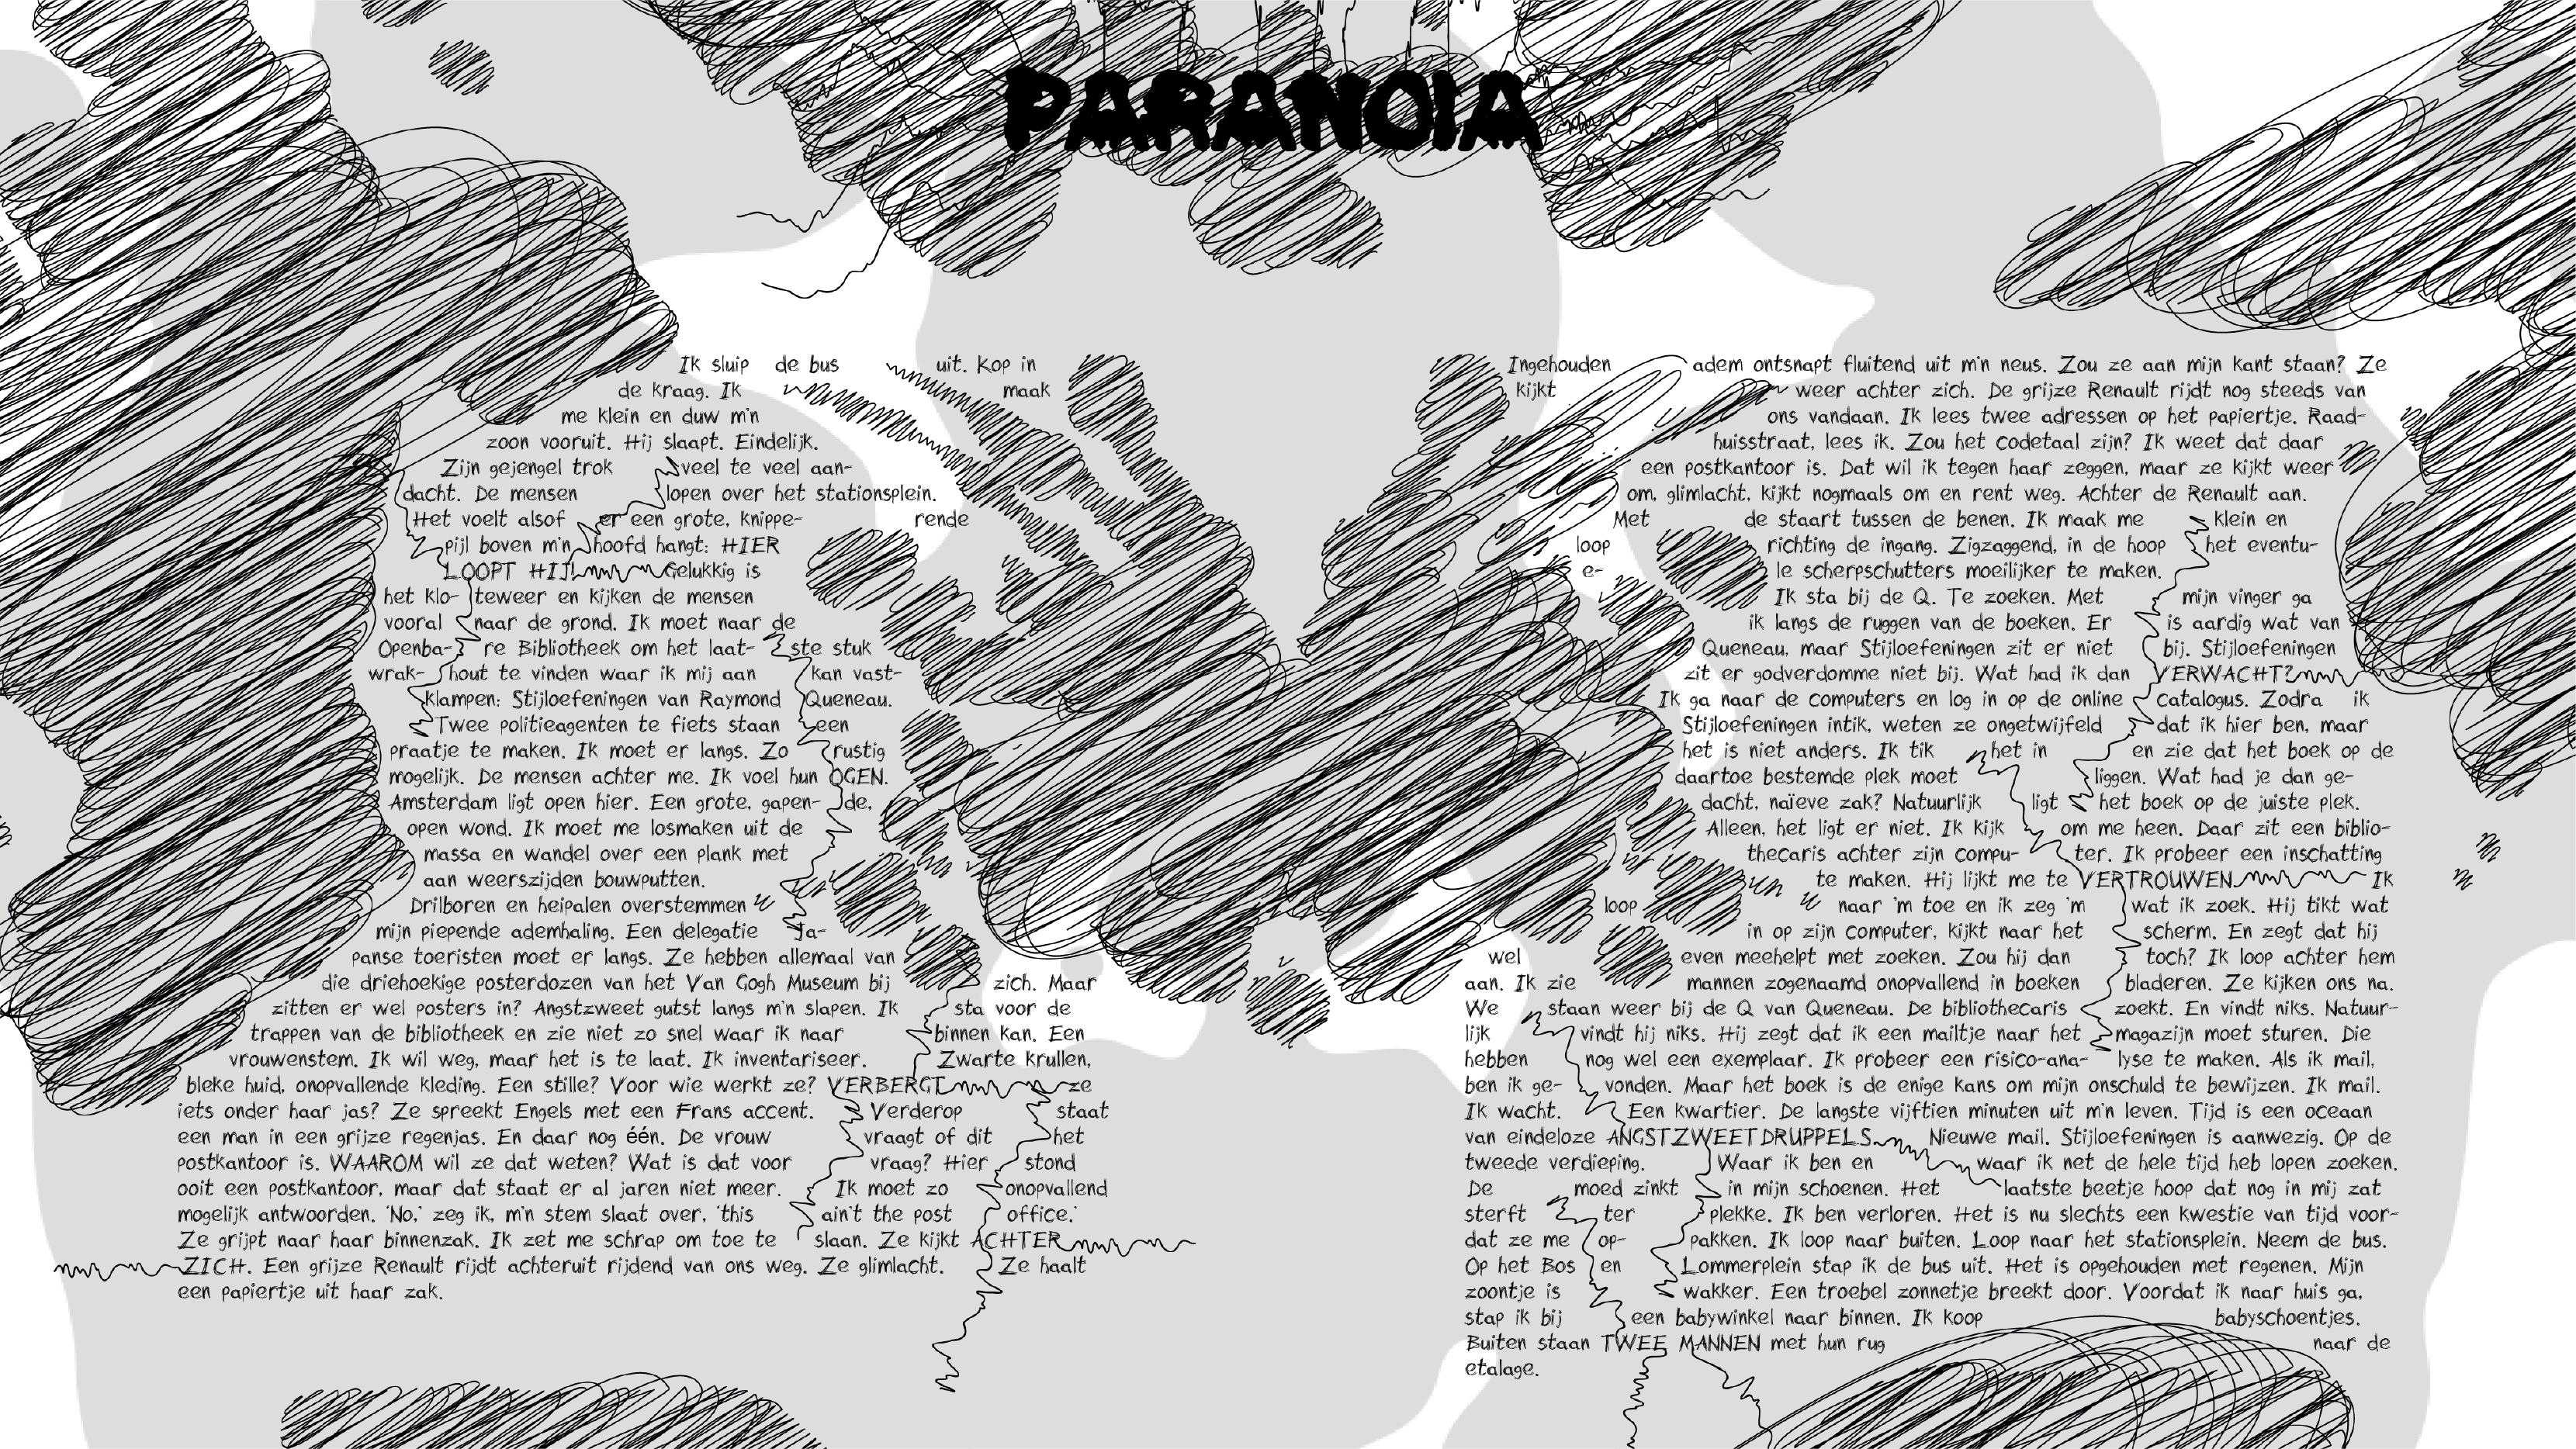 PARANOIA
Ik sluip de bus uit. Kop in
de kraag. Ik maak
me klein en duw m'n
zoon vooruit. Hij slaapt. Eindelijk.
Zijn gejengel trok veel te veel aan-
dacht. De mensen lopen over het stationsplein.
Het voelt alsof er een grote, knippe- rende
pijl boven m'n hoofd hangt: HIER
LOOPT HIJ! Gelukkig is
het klo- teweer en kijken de mensen
vooral naar de grond. Ik moet naar de
Openba- re Bibliotheek om het laat- ste stuk
wrak- hout te vinden waar ik mij aan kan vast-
klampen: Stijloefeningen van Raymond Queneau.
Twee politieagenten te fiets staan een
praatje te maken. Ik moet er langs. Zo rustig
mogelijk. De mensen achter me. Ik voel hun OGEN.
Amsterdam ligt open hier. Een grote, gapen- de,
open wond. Ik moet me losmaken uit de
massa en wandel over een plank met
aan weerszijden bouwputten.
Drilboren en heipalen overstemmen
mijn piepende ademhaling. Een delegatie Ja-
panse toeristen moet er langs. Ze hebben allemaal van
die driehoekige posterdozen van het Van Gogh Museum bij zich. Maar
zitten er wel posters in? Angstzweet gutst langs m'n slapen. Ik sta voor de
trappen van de bibliotheek en zie niet zo snel waar ik naar binnen kan. Een
vrouwenstem. Ik wil weg, maar het is te laat. Ik inventariseer. Zwarte krullen,
bleke huid, onopvallende kleding. Een stille? Voor wie werkt ze? VERBERGT ze
iets onder haar jas? Ze spreekt Engels met een Frans accent. Verderop staat
een man in een grijze regenjas. En daar nog één. De vrouw vraagt of dit het
postkantoor is. WAAROM wil ze dat weten? Wat is dat voor vraag? Hier stond
ooit een postkantoor, maar dat staat er al jaren niet meer. Ik moet zo onopvallend
mogelijk antwoorden. 'No,' zeg ik, m'n stem slaat over, 'this ain't the post office.'
Ze grijpt naar haar binnenzak. Ik zet me schrap om toe te slaan. Ze kijkt ACHTER
ZICH. Een grijze Renault rijdt achteruit rijdend van ons weg. Ze glimlacht. Ze haalt
een papiertje uit haar zak.
Ingehouden adem ontsnapt fluitend uit m'n neus. Zou ze aan mijn kant staan? Ze
kijkt weer achter zich. De grijze Renault rijdt nog steeds van
ons vandaan. Ik lees twee adressen op het papiertje. Raad-
huisstraat, lees ik. Zou het codetaal zijn? Ik weet dat daar
een postkantoor is. Dat wil ik tegen haar zeggen, maar ze kijkt weer
om, glimlacht, kijkt nogmaals om en rent weg. Achter de Renault aan.
Met de staart tussen de benen. Ik maak me klein en
loop richting de ingang. Zigzaggend, in de hoop het eventu-
e- le scherpschutters moeilijker te maken.
Ik sta bij de Q. Te zoeken. Met mijn vinger ga
ik langs de ruggen van de boeken. Er is aardig wat van
Queneau, maar Stijloefeningen zit er niet bij. Stijloefeningen
zit er godverdomme niet bij. Wat had ik dan VERWACHT?
Ik ga naar de computers en log in op de online catalogus. Zodra ik
Stijloefeningen intik, weten ze ongetwijfeld dat ik hier ben, maar
het is niet anders. Ik tik het in en zie dat het boek op de
daartoe bestemde plek moet liggen. Wat had je dan ge-
dacht, naïeve zak? Natuurlijk ligt het boek op de juiste plek.
Alleen, het ligt er niet. Ik kijk om me heen. Daar zit een biblio-
thecaris achter zijn compu- ter. Ik probeer een inschatting
te maken. Hij lijkt me te VERTROUWEN Ik
loop naar 'm toe en ik zeg 'm wat ik zoek. Hij tikt wat
in op zijn computer, kijkt naar het scherm. En zegt dat hij
wel even meehelpt met zoeken. Zou hij dan toch? Ik loop achter hem
aan. Ik zie mannen zogenaamd onopvallend in boeken bladeren. Ze kijken ons na.
We staan weer bij de Q van Queneau. De bibliothecaris zoekt. En vindt niks. Natuur-
lijk vindt hij niks. Hij zegt dat ik een mailtje naar het magazijn moet sturen. Die
hebben nog wel een exemplaar. Ik probeer een risico-ana- lyse te maken. Als ik mail,
ben ik ge- vonden. Maar het boek is de enige kans om mijn onschuld te bewijzen. Ik mail.
Ik wacht. Een kwartier. De langste vijftien minuten uit m'n leven. Tijd is een oceaan
van eindeloze ANGSTZWEETDRUPPELS Nieuwe mail. Stijloefeningen is aanwezig. Op de
tweede verdieping. Waar ik ben en waar ik net de hele tijd heb lopen zoeken.
De moed zinkt in mijn schoenen. Het laatste beetje hoop dat nog in mij zat
sterft ter plekke. Ik ben verloren. Het is nu slechts een kwestie van tijd voor-
dat ze me op- pakken. Ik loop naar buiten. Loop naar het stationsplein. Neem de bus.
Op het Bos en Lommerplein stap ik de bus uit. Het is opgehouden met regenen. Mijn
zoontje is wakker. Een troebel zonnetje breekt door. Voordat ik naar huis ga,
stap ik bij een babywinkel naar binnen. Ik koop babyschoentjes.
Buiten staan TWEE MANNEN met hun rug naar de
etalage.